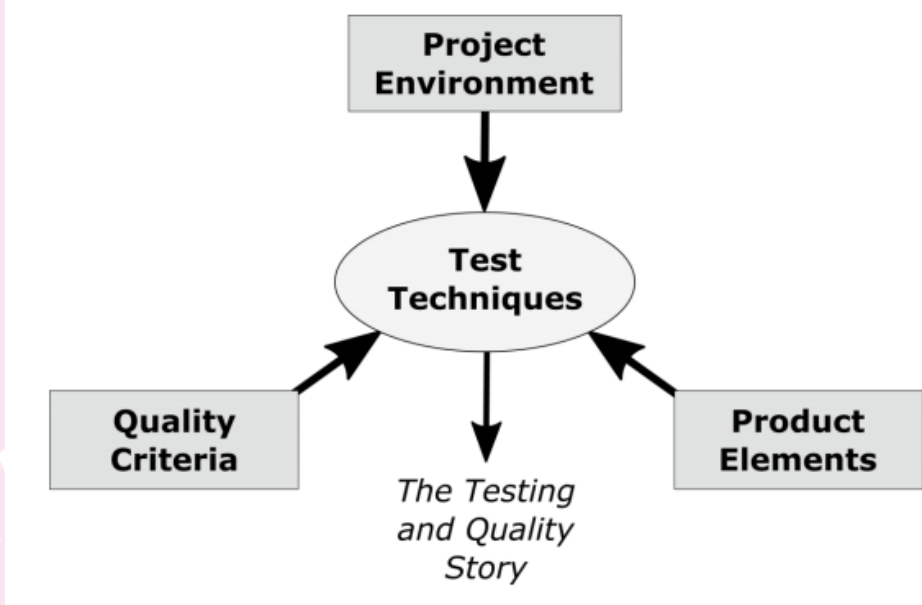 Project
Environment
Test
Techniques
Quality
Criteria
Product
Elements
The Testing
and Quality
Story